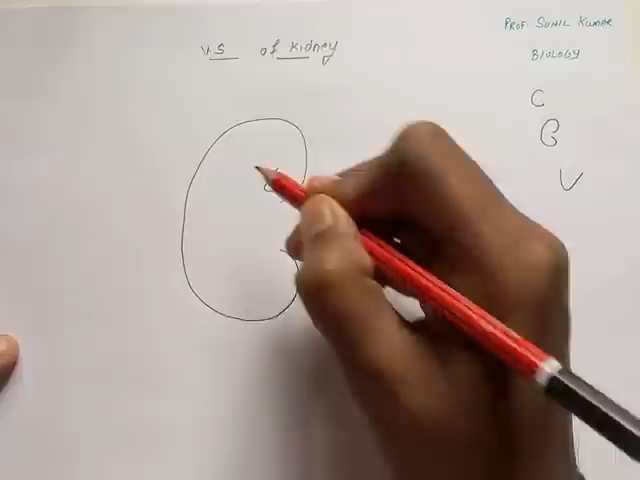 V.S of Kidney
PROF: SUNIL KUMAR
BIOLOGY
C
B
V